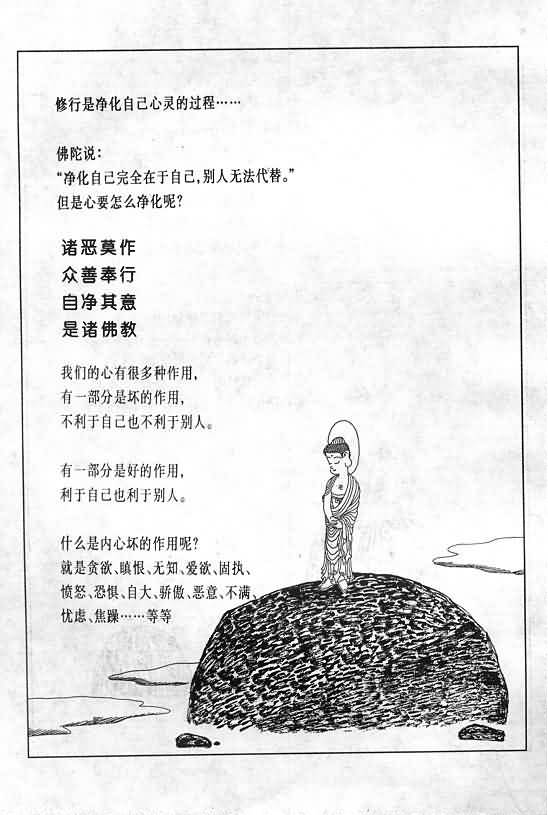 修行是净化自己心灵的过程……
佛陀说：
“净化自己完全在于自己，别人无法代替。”
但是心要怎么净化呢？
诸恶莫作
众善奉行
自净其意
是诸佛教
我们的心有很多种作用，
有一部分是坏的作用，
不利于自己也不利于别人。
有一部分是好的作用，
利于自己也利于别人。
什么是内心坏的作用呢？
就是贪欲、瞋恨、无知、爱欲、固执、
愤怒、恐惧、自大、骄傲、恶意、不满、
忧虑、焦躁……等等